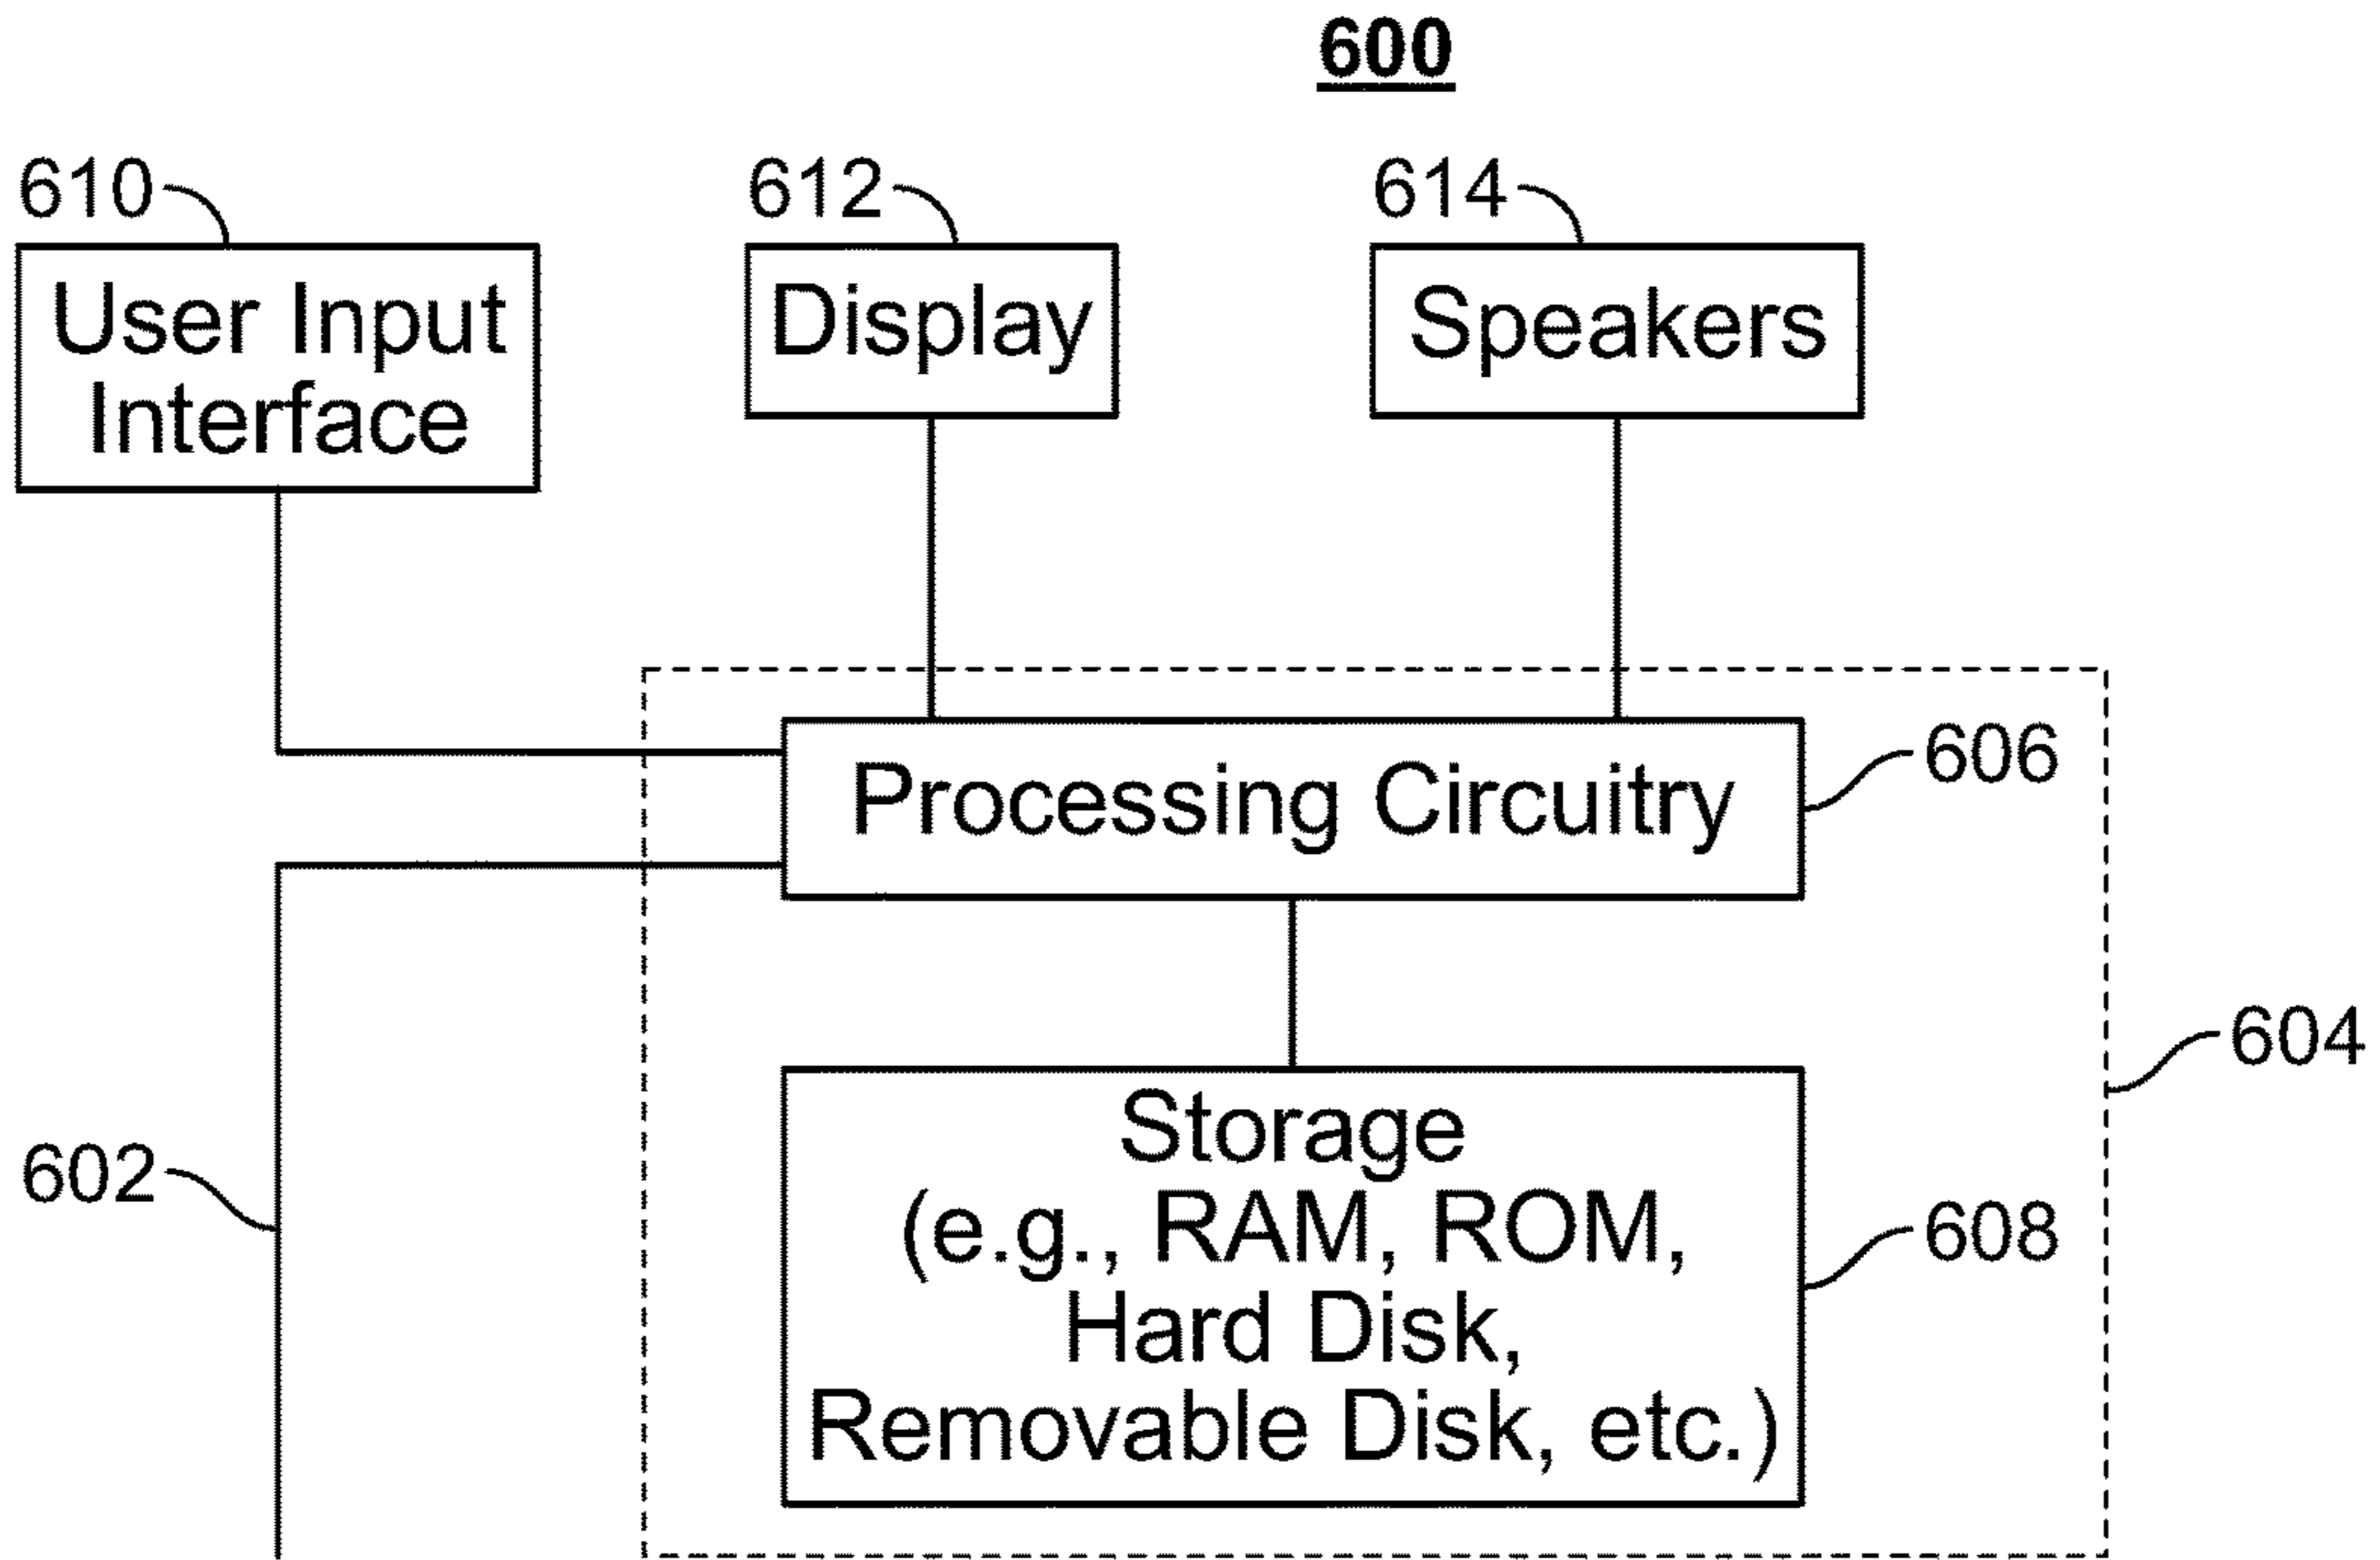 600
610
612
614
User Input
Interface
Display
Speakers
Processing Circuitry
606
604
602
Storage
(e.g., RAM, ROM,
Hard Disk,
Removable Disk, etc.)
608